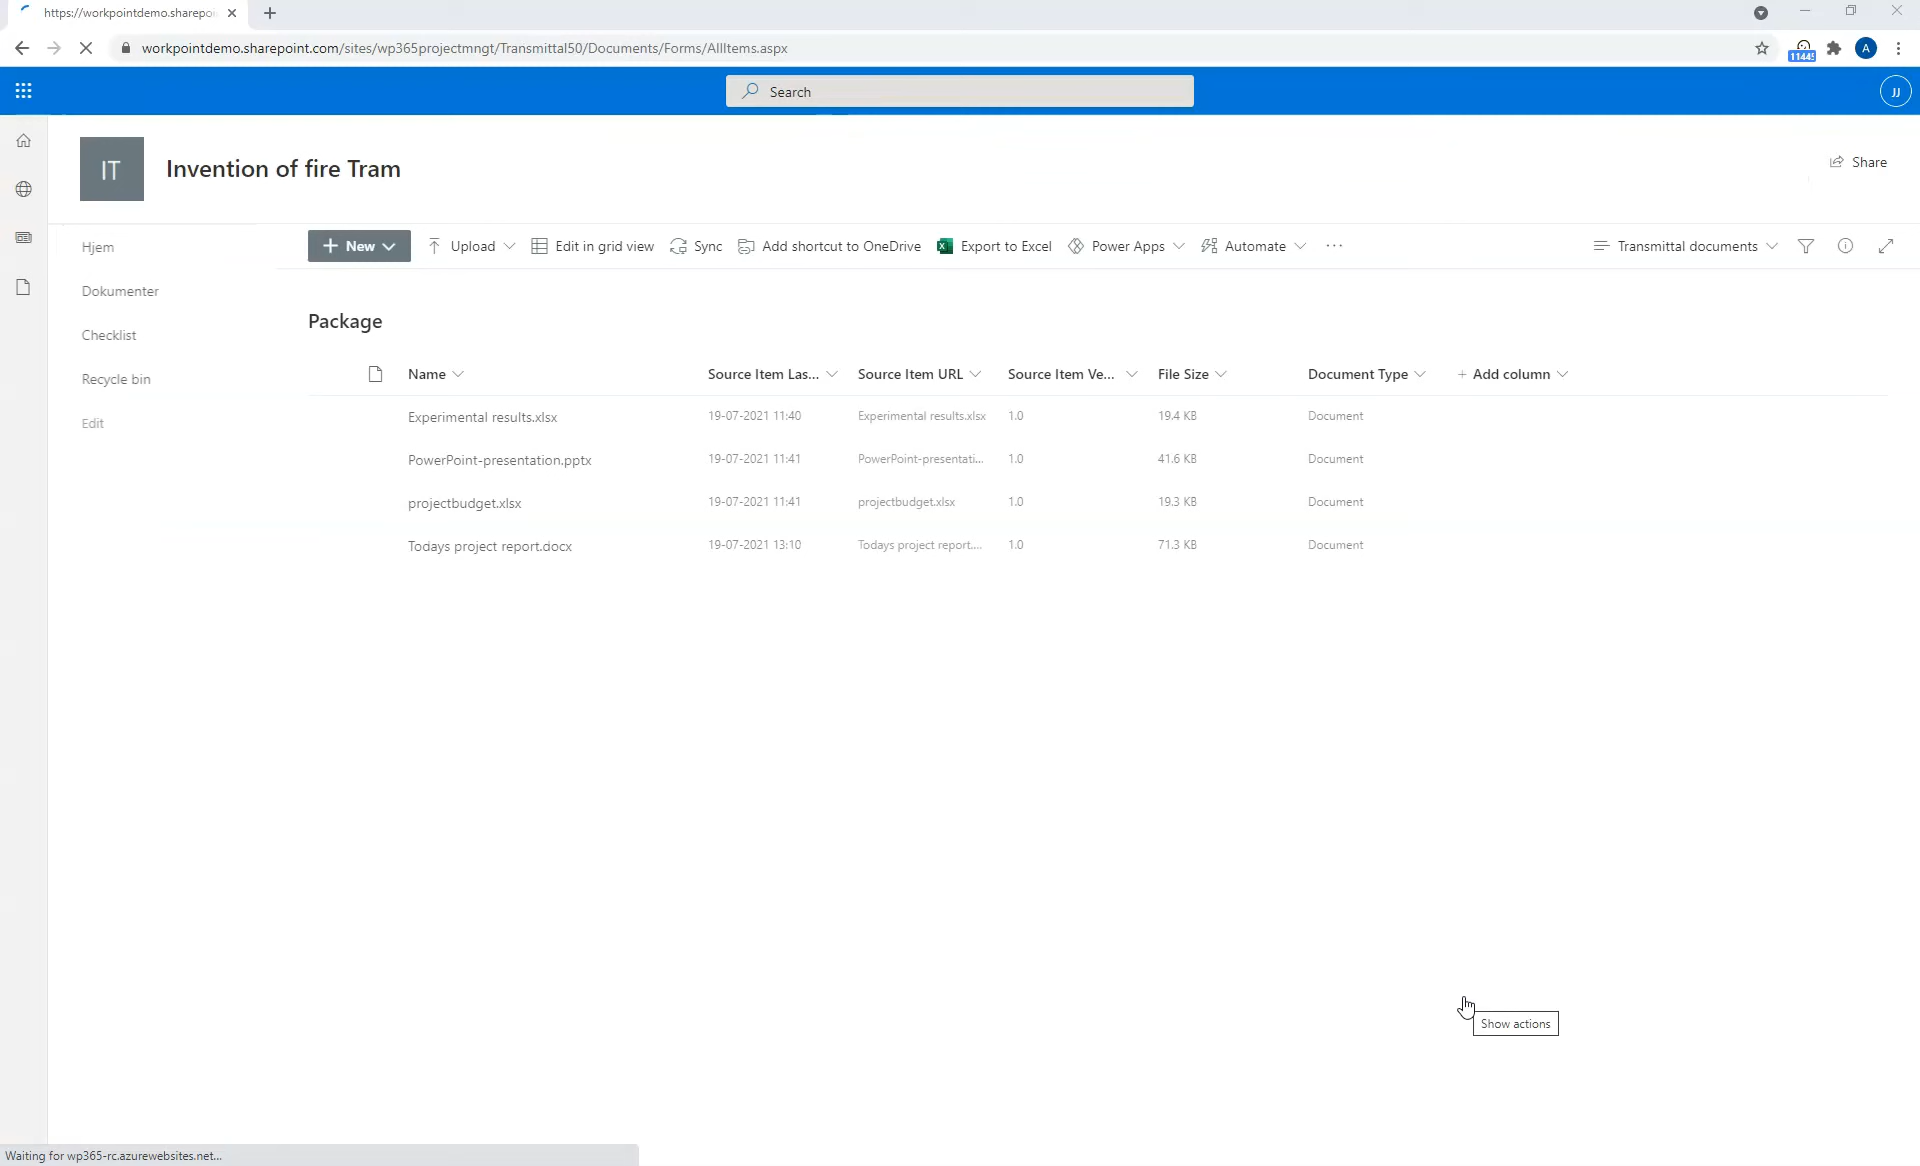 https://workpointdemo.sharepoi
workpointdemo.sharepoint.com/sites/wp365projectmngt/Transmittal50/Documents/Forms/AllItems.aspx
11445
A
Search
JJ
IT
Invention of fire Tram
Share
Hjem
Dokumenter
Checklist
Recycle bin
Edit
New
Upload
Edit in grid view
Sync
Add shortcut to OneDrive
Export to Excel
Power Apps
Automate
Transmittal documents
Package
Name Source Item Las... Source Item URL Source Item Ve... File Size Document Type + Add column
Experimental results.xlsx 19-07-2021 11:40 Experimental results.xlsx 1.0 19.4 KB Document
PowerPoint-presentation.pptx 19-07-2021 11:41 PowerPoint-presentati... 1.0 41.6 KB Document
projectbudget.xlsx 19-07-2021 11:41 projectbudget.xlsx 1.0 19.3 KB Document
Todays project report.docx 19-07-2021 13:10 Todays project report.... 1.0 71.3 KB Document
Show actions
Waiting for wp365-rc.azurewebsites.net...